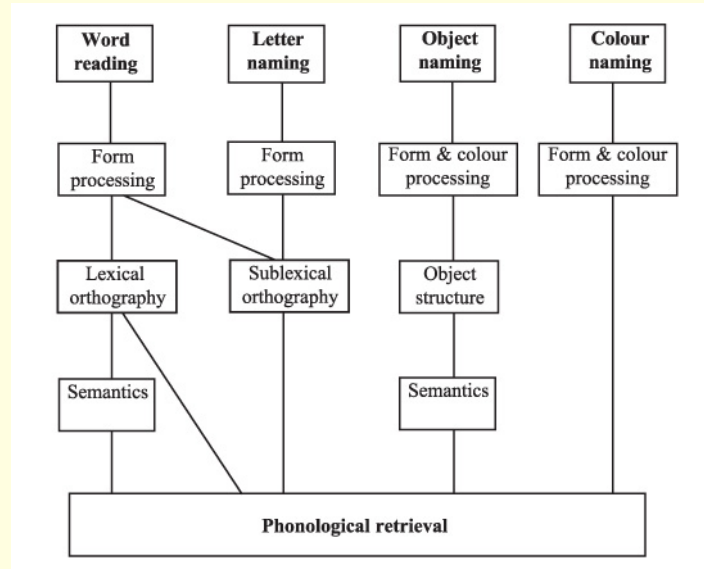 Word
reading
Letter
naming
Object
naming
Colour
naming
Form
processing
Form
processing
Form & colour
processing
Form & colour
processing
Lexical
orthography
Sublexical
orthography
Object
structure
Semantics
Semantics
Phonological retrieval